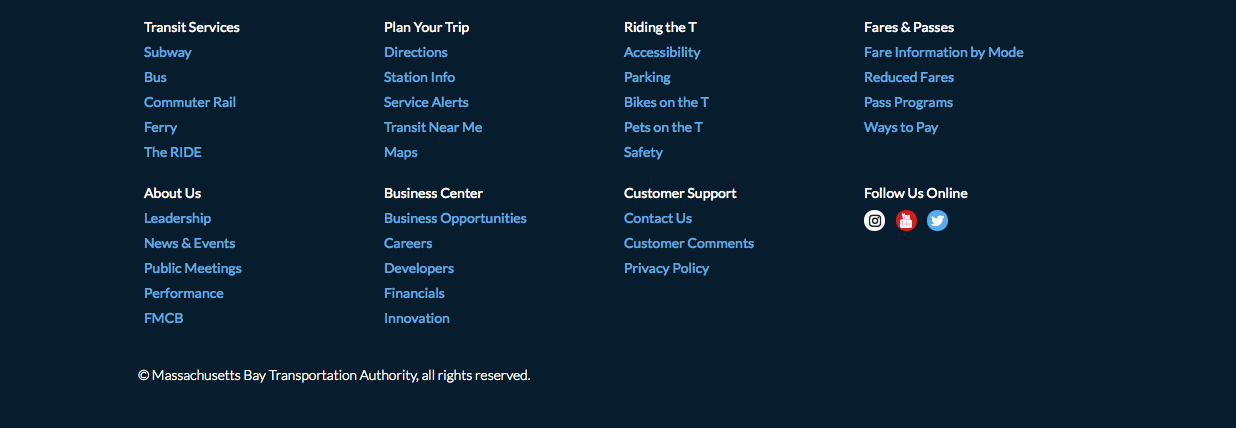 Transit Services
Subway
Bus
Commuter Rail
Ferry
The RIDE
Plan Your Trip
Directions
Station Info
Service Alerts
Transit Near Me
Maps
Riding the T
Accessibility
Parking
Bikes on the T
Pets on the T
Safety
Fares & Passes
Fare Information by Mode
Reduced Fares
Pass Programs
Ways to Pay
About Us
Leadership
News & Events
Public Meetings
Performance
FMCB
Business Center
Business Opportunities
Careers
Developers
Financials
Innovation
Customer Support
Contact Us
Customer Comments
Privacy Policy
Follow Us Online
© Massachusetts Bay Transportation Authority, all rights reserved.